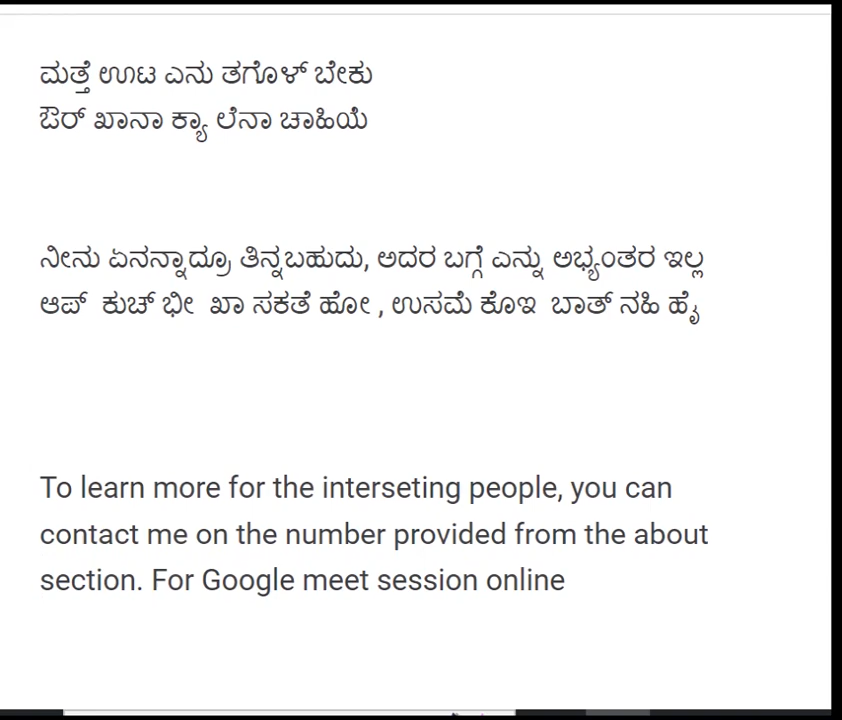 ಮತ್ತೆ ಊಟ ಎನು ತಗೊಳ್ ಬೇಕು
ಔರ್ ಖಾನಾ ಕ್ಯಾ ಲೆನಾ ಚಾಹಿಯೆ
ನೀನು ಏನನ್ನಾದ್ರೂ ತಿನ್ನಬಹುದು, ಅದರ ಬಗ್ಗೆ ಎನ್ನು ಅಭ್ಯಂತರ ಇಲ್ಲ
ಆಪ್ ಕುಚ್ ಭೀ ಖಾ ಸಕತೆ ಹೋ , ಉಸಮೆ ಕೊಇ ಬಾತ್ ನಹಿ ಹೈ
To learn more for the interseting people, you can
contact me on the number provided from the about
section. For Google meet session online